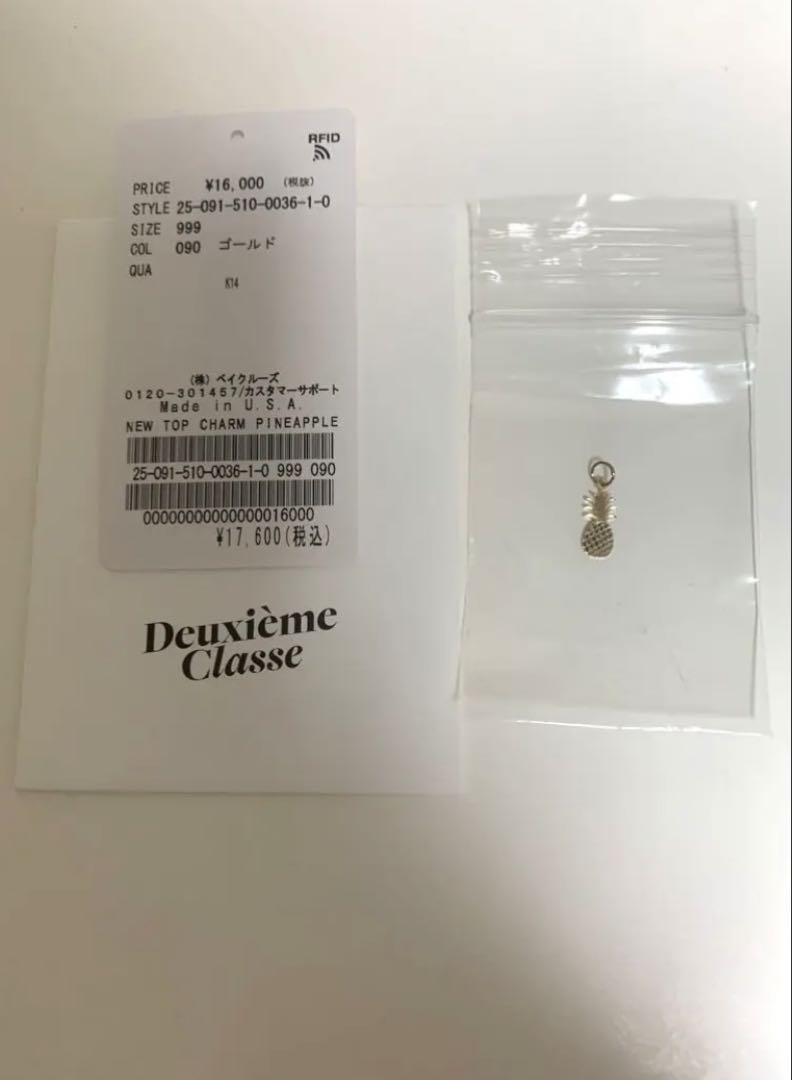 RFID
PRICE ¥16,000 (税抜)
STYLE 25-091-510-0036-1-0
SIZE 999
COL 090 ゴールド
QUA
K14
(株) ベイクルーズ
0120-301457/カスタマーサポート
Made in U.S.A.
NEW TOP CHARM PINEAPPLE
25-091-510-0036-1-0 999 090
00000000000000016000
¥17,600(税込)
Deuxième
Classe